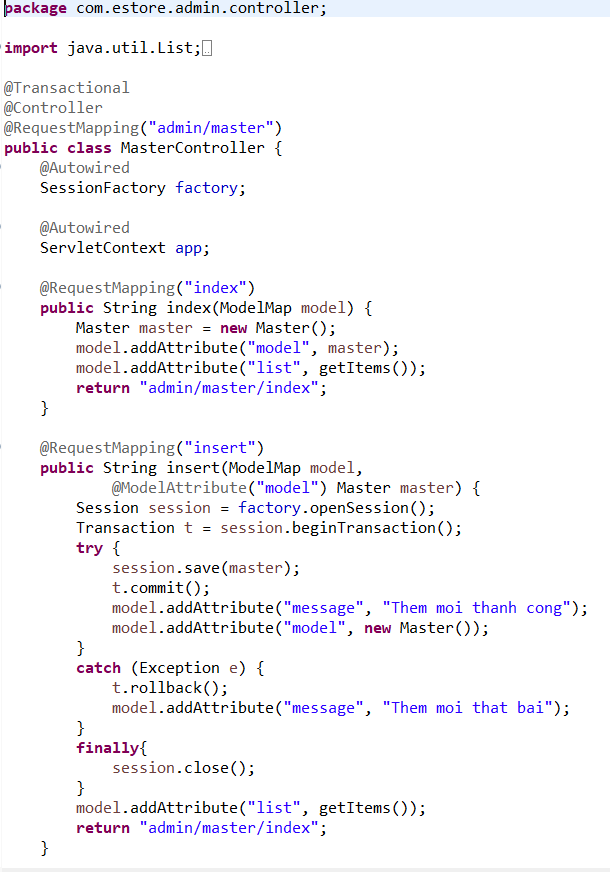 package com.estore.admin.controller;
import java.util.List;
@Transactional
@Controller
@RequestMapping("admin/master")
public class MasterController {
    @Autowired
    SessionFactory factory;
    @Autowired
    ServletContext app;
    @RequestMapping("index")
    public String index(ModelMap model) {
        Master master = new Master();
        model.addAttribute("model", master);
        model.addAttribute("list", getItems());
        return "admin/master/index";
    }
    @RequestMapping("insert")
    public String insert(ModelMap model,
            @ModelAttribute("model") Master master) {
        Session session = factory.openSession();
        Transaction t = session.beginTransaction();
        try {
            session.save(master);
            t.commit();
            model.addAttribute("message", "Them moi thanh cong");
            model.addAttribute("model", new Master());
        }
        catch (Exception e) {
            t.rollback();
            model.addAttribute("message", "Them moi that bai");
        }
        finally{
            session.close();
        }
        model.addAttribute("list", getItems());
        return "admin/master/index";
    }